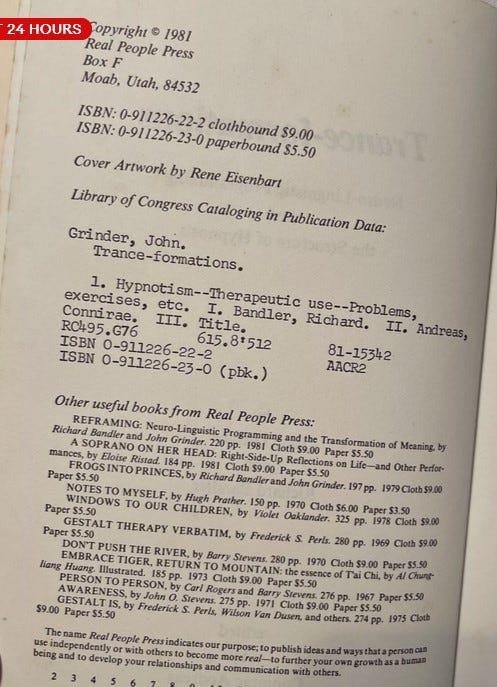 T 24 HOURS
Copyright © 1981
Real People Press
Box F
Moab, Utah, 84532
ISBN: 0-911226-22-2 clothbound $9.00
ISBN: 0-911226-23-0 paperbound $5.50
Cover Artwork by Rene Eisenbart
Library of Congress Cataloging in Publication Data:
Grinder, John.
Trance-formations.
1. Hypnotism--Therapeutic use--Problems,
exercises, etc. I. Bandler, Richard. II. Andreas,
Connirae. III. Title.
RC495.G76 615.8'512 81-15342
ISBN 0-911226-22-2 AACR2
ISBN 0-911226-23-0 (pbk.)
Other useful books from Real People Press:
REFRAMING: Neuro-Linguistic Programming and the Transformation of Meaning, by
Richard Bandler and John Grinder. 220 pp. 1981 Cloth $9.00 Paper $5.50
A SOPRANO ON HER HEAD: Right-Side-Up Reflections on Life—and Other Perfor-
mances, by Eloise Ristad. 184 pp. 1981 Cloth $9.00 Paper $5.50
FROGS INTO PRINCES, by Richard Bandler and John Grinder. 197 pp. 1979 Cloth $9.00
Paper $5.50
NOTES TO MYSELF, by Hugh Prather. 150 pp. 1970 Cloth $6.00 Paper $3.50
WINDOWS TO OUR CHILDREN, by Violet Oaklander. 325 pp. 1978 Cloth $9.00
Paper $5.50
GESTALT THERAPY VERBATIM, by Frederick S. Perls. 280 pp. 1969 Cloth $9.00
Paper $5.50
DON'T PUSH THE RIVER, by Barry Stevens. 280 pp. 1970 Cloth $9.00 Paper $5.50
EMBRACE TIGER, RETURN TO MOUNTAIN: the essence of T'ai Chi, by Al Chung-
liang Huang. Illustrated. 185 pp. 1973 Cloth $9.00 Paper $5.50
PERSON TO PERSON, by Carl Rogers and Barry Stevens. 276 pp. 1967 Paper $5.50
AWARENESS, by John O. Stevens. 275 pp. 1971 Cloth $9.00 Paper $5.50
GESTALT IS, by Frederick S. Perls, Wilson Van Dusen, and others. 274 pp. 1975 Cloth
$9.00 Paper $5.50
The name Real People Press indicates our purpose; to publish ideas and ways that a person can
use independently or with others to become more real—to further your own growth as a human
being and to develop your relationships and communication with others.
2 3 4 5 6 7 8 9